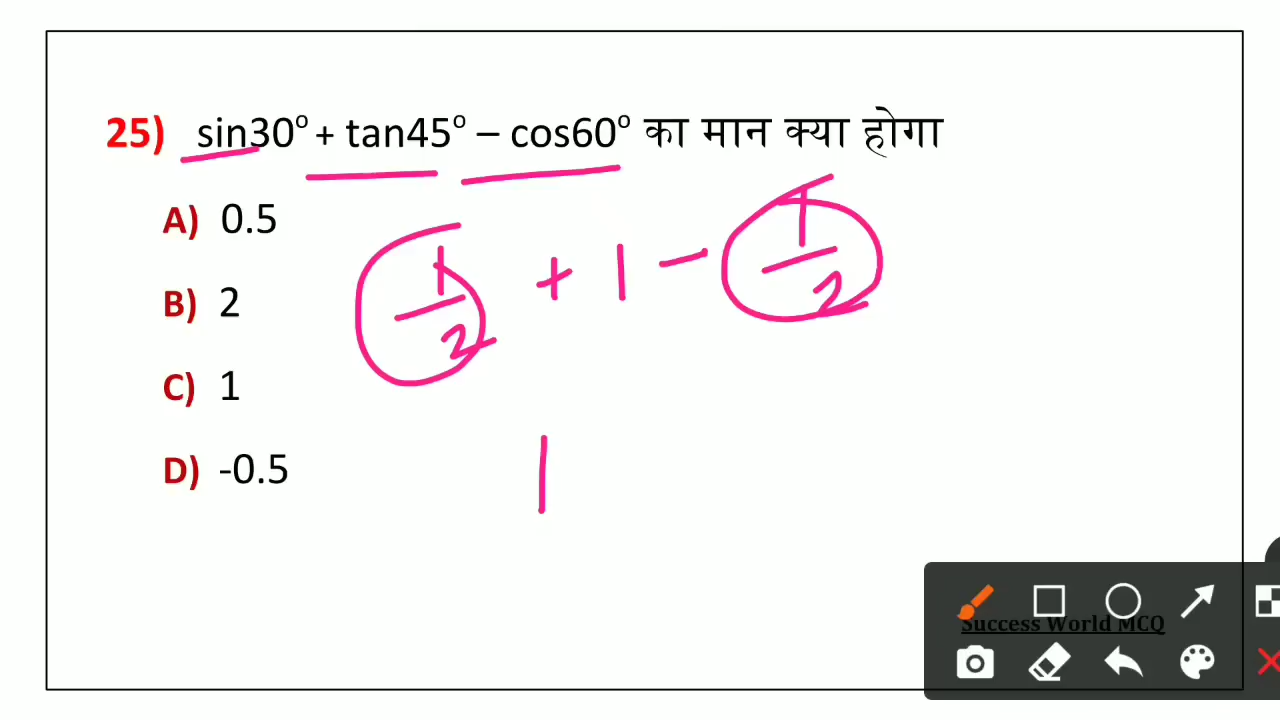 25) sin30° + tan45° – cos60° का मान क्या होगा
A) 0.5
1/2 + 1 - 1/2
B) 2
C) 1
1
D) -0.5
Success World MCQ